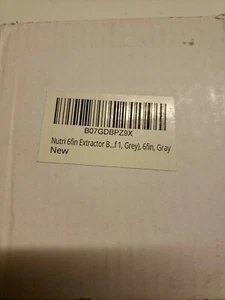 B07GDBPZ9X
Nutri 6fin Extractor B...f 1, Grey), 6fin, Gray
New